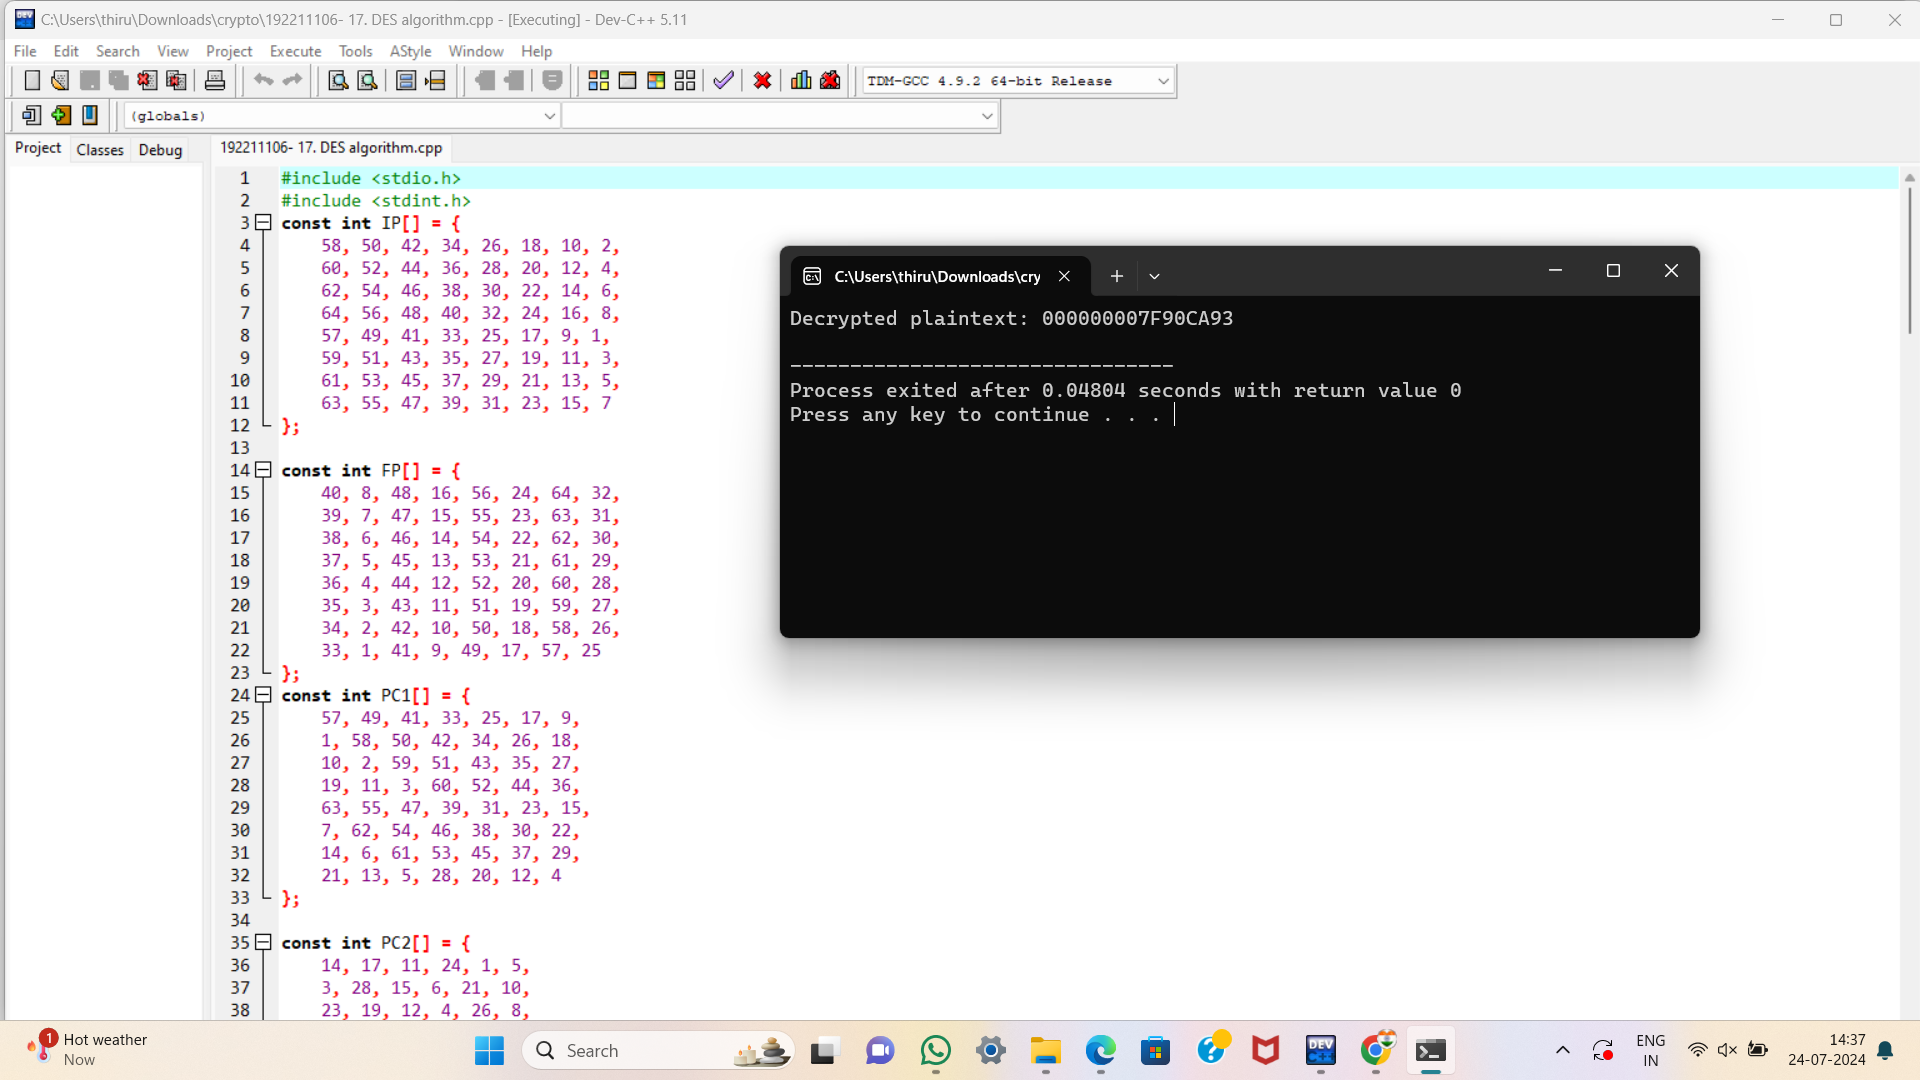 C:\Users\thiru\Downloads\crypto\192211106- 17. DES algorithm.cpp - [Executing] - Dev-C++ 5.11
File Edit Search View Project Execute Tools AStyle Window Help
TDM-GCC 4.9.2 64-bit Release
(globals)
Project Classes Debug
192211106- 17. DES algorithm.cpp
1 #include <stdio.h>
2 #include <stdint.h>
3 const int IP[] = {
4 58, 50, 42, 34, 26, 18, 10, 2,
5 60, 52, 44, 36, 28, 20, 12, 4,
6 62, 54, 46, 38, 30, 22, 14, 6,
7 64, 56, 48, 40, 32, 24, 16, 8,
8 57, 49, 41, 33, 25, 17, 9, 1,
9 59, 51, 43, 35, 27, 19, 11, 3,
10 61, 53, 45, 37, 29, 21, 13, 5,
11 63, 55, 47, 39, 31, 23, 15, 7
12 };
13
14 const int FP[] = {
15 40, 8, 48, 16, 56, 24, 64, 32,
16 39, 7, 47, 15, 55, 23, 63, 31,
17 38, 6, 46, 14, 54, 22, 62, 30,
18 37, 5, 45, 13, 53, 21, 61, 29,
19 36, 4, 44, 12, 52, 20, 60, 28,
20 35, 3, 43, 11, 51, 19, 59, 27,
21 34, 2, 42, 10, 50, 18, 58, 26,
22 33, 1, 41, 9, 49, 17, 57, 25
23 };
24 const int PC1[] = {
25 57, 49, 41, 33, 25, 17, 9,
26 1, 58, 50, 42, 34, 26, 18,
27 10, 2, 59, 51, 43, 35, 27,
28 19, 11, 3, 60, 52, 44, 36,
29 63, 55, 47, 39, 31, 23, 15,
30 7, 62, 54, 46, 38, 30, 22,
31 14, 6, 61, 53, 45, 37, 29,
32 21, 13, 5, 28, 20, 12, 4
33 };
34
35 const int PC2[] = {
36 14, 17, 11, 24, 1, 5,
37 3, 28, 15, 6, 21, 10,
38 23, 19, 12, 4, 26, 8,
C:\Users\thiru\Downloads\cry
Decrypted plaintext: 000000007F90CA93
--------------------------------
Process exited after 0.04804 seconds with return value 0
Press any key to continue . . .
1
Hot weather
Now
Search
DEV
ENG
IN
14:37
24-07-2024